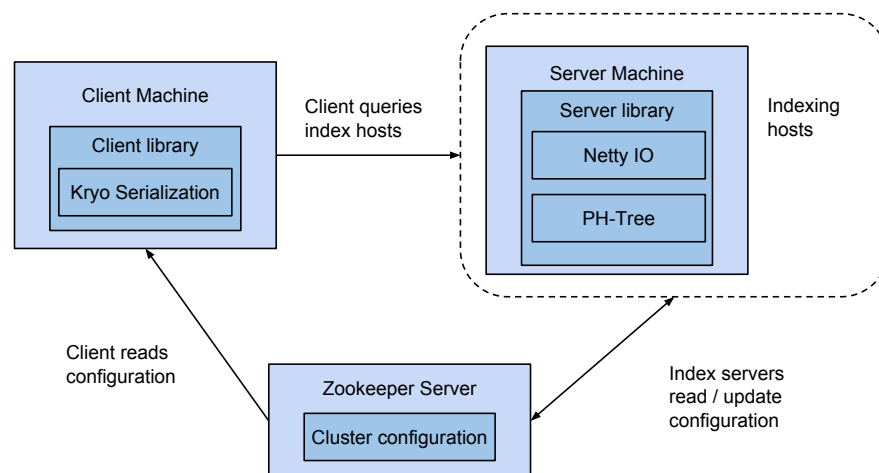 Client Machine
Client library
Kryo Serialization
Client queries
index hosts
Server Machine
Server library
Netty IO
PH-Tree
Indexing
hosts
Client reads
configuration
Zookeeper Server
Cluster configuration
Index servers
read / update
configuration